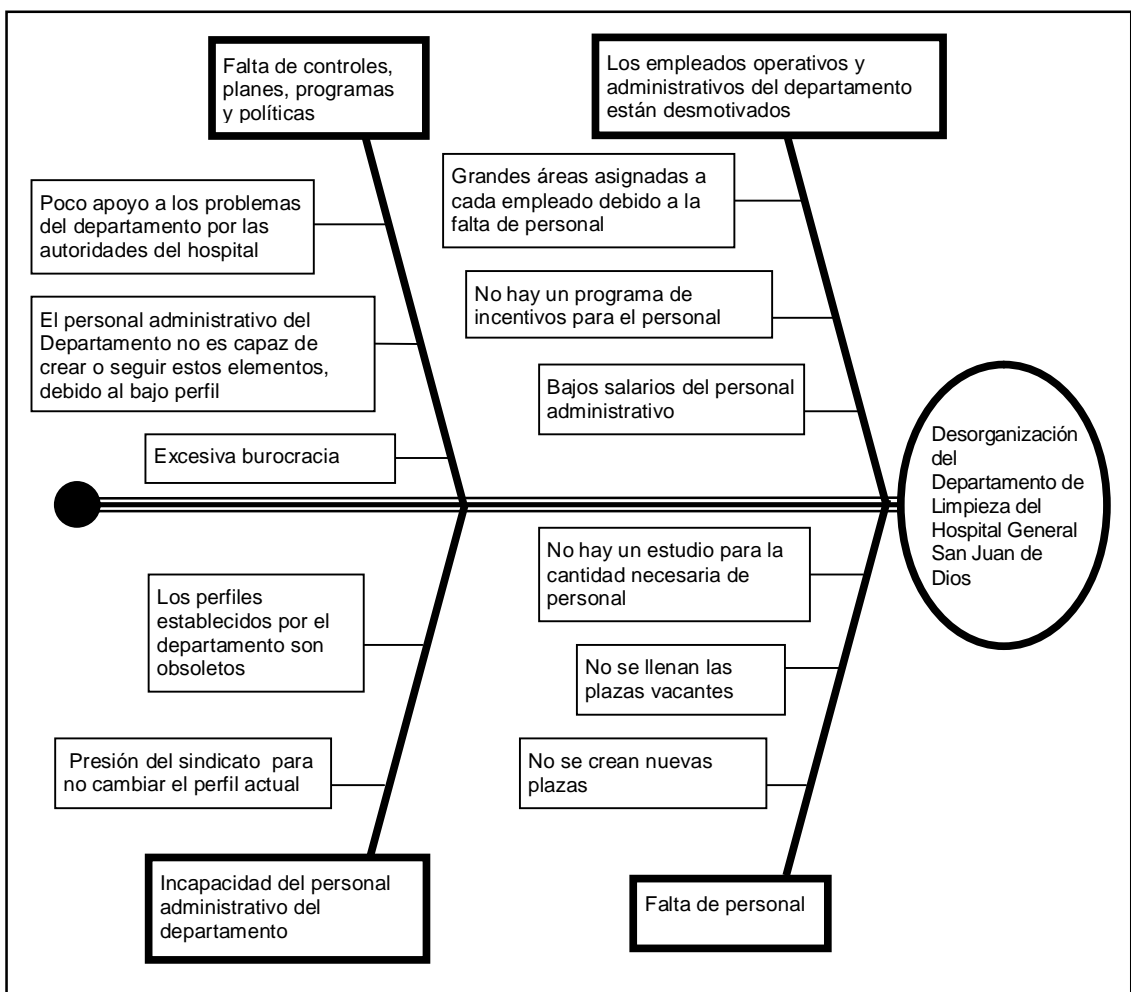 Falta de controles,
planes, programas
y políticas
Los empleados operativos y
administrativos del departamento
están desmotivados
Poco apoyo a los problemas
del departamento por las
autoridades del hospital
Grandes áreas asignadas a
cada empleado debido a la
falta de personal
El personal administrativo del
Departamento no es capaz de
crear o seguir estos elementos,
debido al bajo perfil
No hay un programa de
incentivos para el personal
Bajos salarios del personal
administrativo
Excesiva burocracia
Desorganización
del
Departamento de
Limpieza del
Hospital General
San Juan de
Dios
Los perfiles
establecidos por el
departamento son
obsoletos
No hay un estudio para la
cantidad necesaria de
personal
No se llenan las
plazas vacantes
Presión del sindicato para
no cambiar el perfil actual
No se crean nuevas
plazas
Incapacidad del personal
administrativo del
departamento
Falta de personal